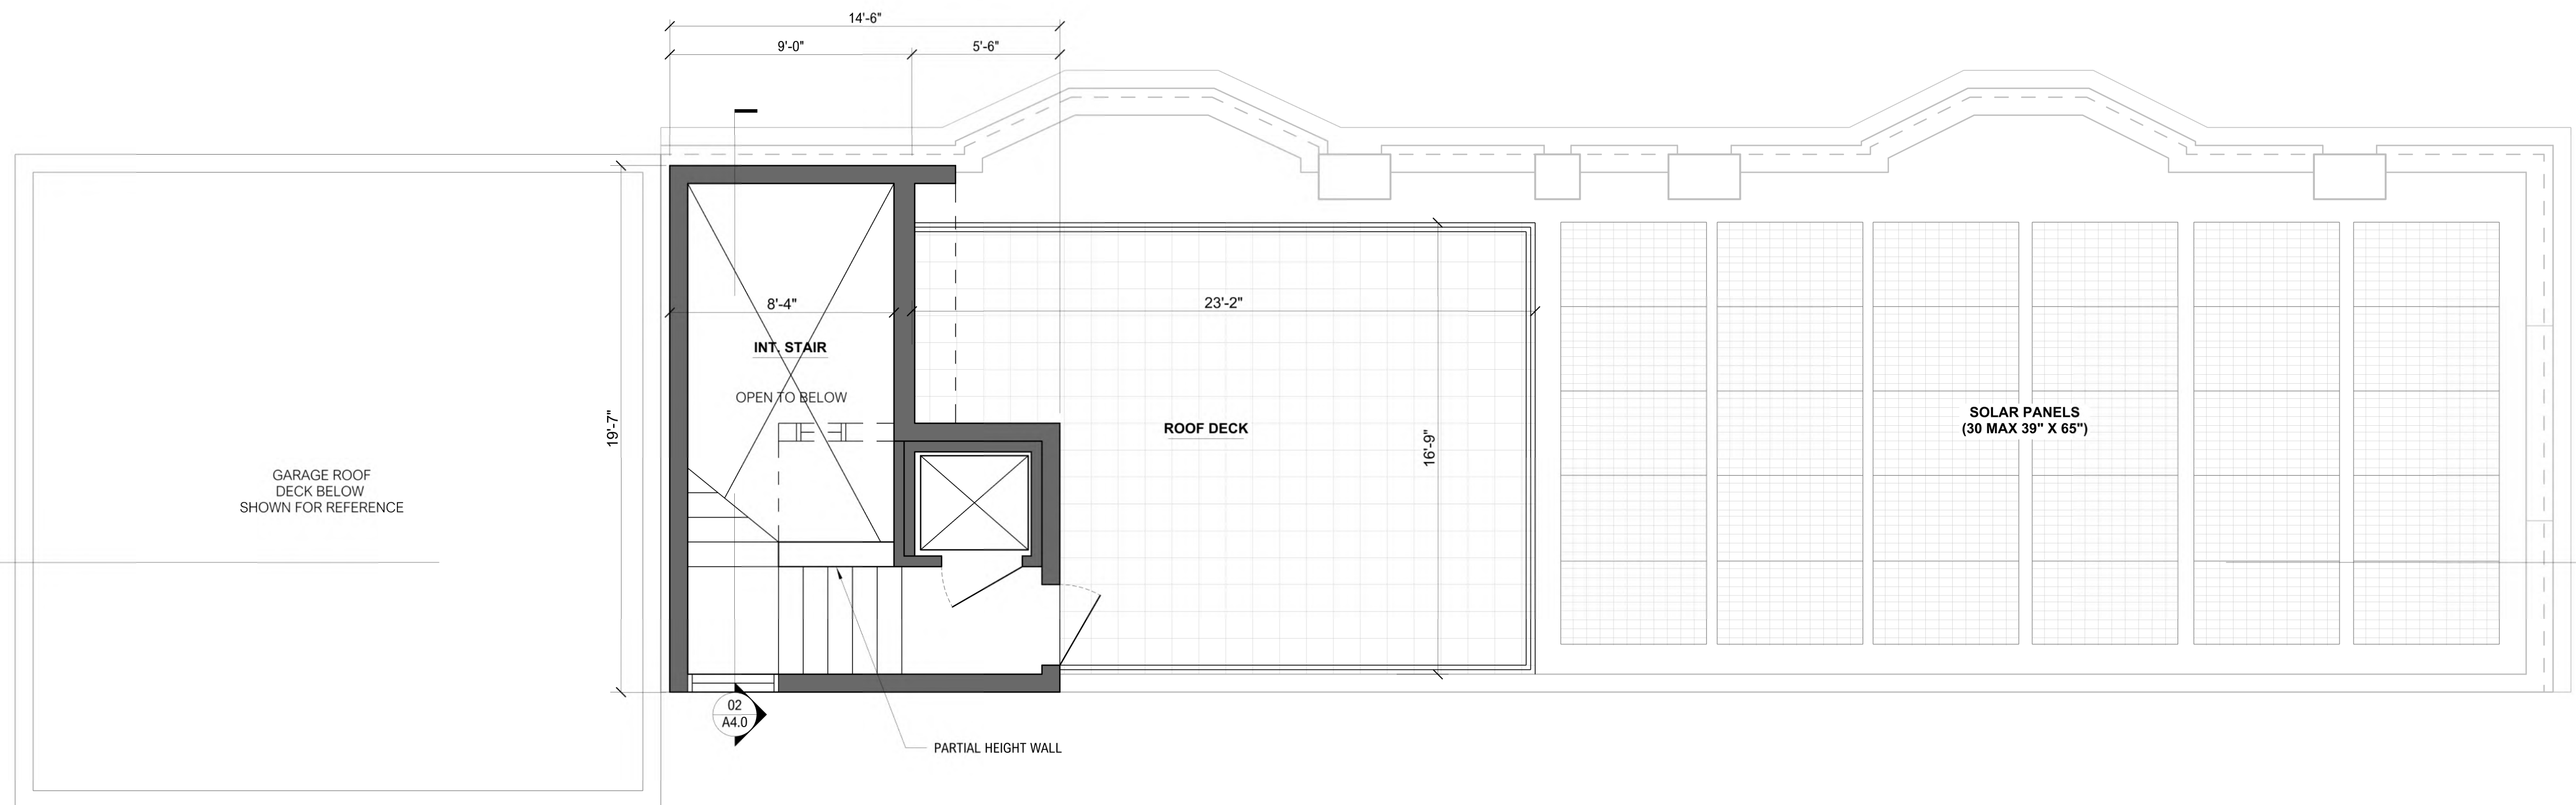 14'-6"
9'-0"
5'-6"
8'-4"
23'-2"
INT. STAIR
OPEN TO BELOW
19'-7"
ROOF DECK
16'-9"
SOLAR PANELS
(30 MAX 39" X 65")
GARAGE ROOF
DECK BELOW
SHOWN FOR REFERENCE
02
A4.0
PARTIAL HEIGHT WALL